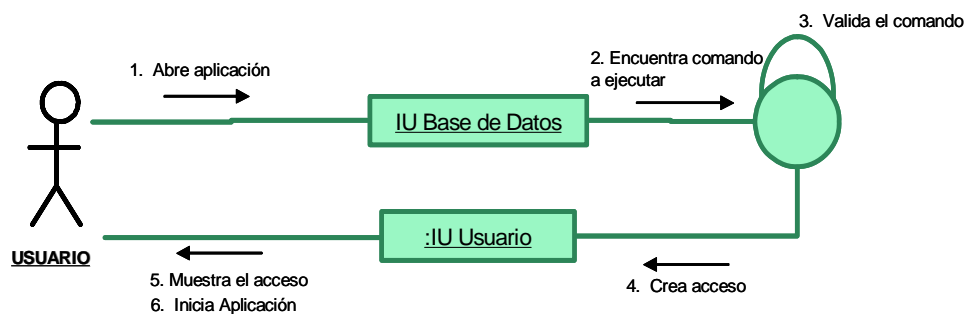 3. Valida el comando
1. Abre aplicación
2. Encuentra comando
a ejecutar
IU Base de Datos
:IU Usuario
USUARIO
5. Muestra el acceso
6. Inicia Aplicación
4. Crea acceso